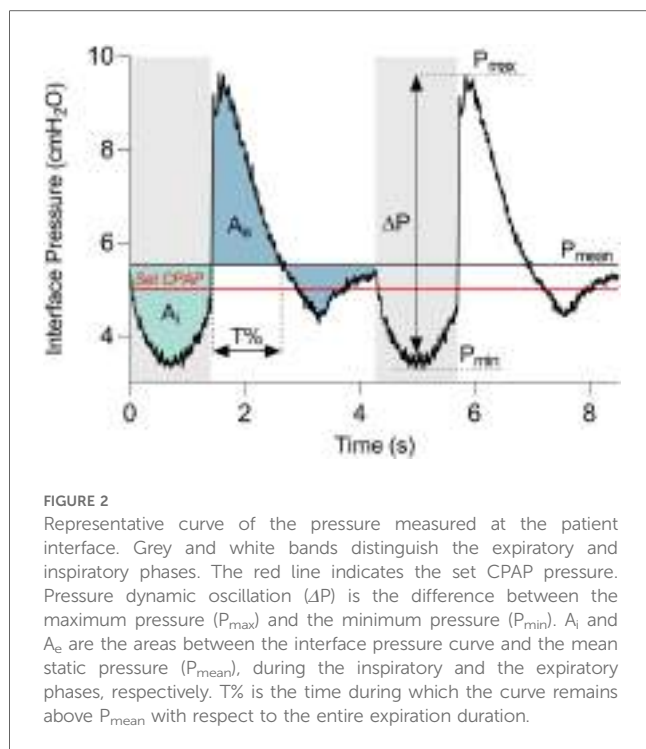 10
P_max
8
Interface Pressure (cmH₂O)
A_e
ΔP
6
P_mean
Set CPAP
A_i
4
T%
P_min
0 2 4 6 8
Time (s)
FIGURE 2
Representative curve of the pressure measured at the patient
interface. Grey and white bands distinguish the expiratory and
inspiratory phases. The red line indicates the set CPAP pressure.
Pressure dynamic oscillation (ΔP) is the difference between the
maximum pressure (Pmax) and the minimum pressure (Pmin). Ai and
Ae are the areas between the interface pressure curve and the mean
static pressure (Pmean), during the inspiratory and the expiratory
phases, respectively. T% is the time during which the curve remains
above Pmean with respect to the entire expiration duration.